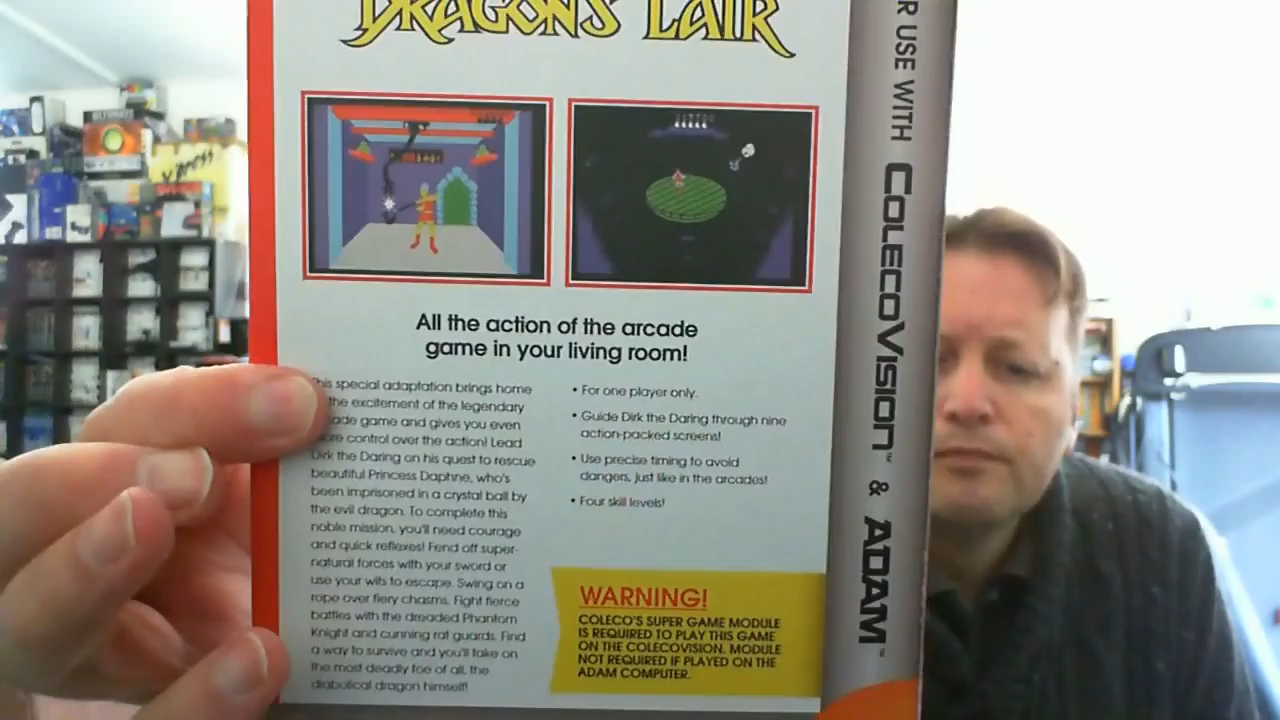 DRAGON'S LAIR
All the action of the arcade
game in your living room!
his special adaptation brings home
the excitement of the legendary
ade game and gives you even
ore control over the action! Lead
Dirk the Daring on his quest to rescue
beautiful Princess Daphne, who's
been imprisoned in a crystal ball by
the evil dragon. To complete this
noble mission, you'll need courage
and quick reflexes! Fend off super-
natural forces with your sword or
use your wits to escape. Swing on a
rope over fiery chasms. Fight fierce
battles with the dreaded Phantom
Knight and cunning rat guards. Find
a way to survive and you'll take on
the most deadly foe of all, the
diabolical dragon himself!
• For one player only.
• Guide Dirk the Daring through nine
action-packed screens!
• Use precise timing to avoid
dangers, just like in the arcades!
• Four skill levels!
WARNING!
COLECO'S SUPER GAME MODULE
IS REQUIRED TO PLAY THIS GAME
ON THE COLECOVISION. MODULE
NOT REQUIRED IF PLAYED ON THE
ADAM COMPUTER.
R USE WITH COLECOVISION™ & ADAM™